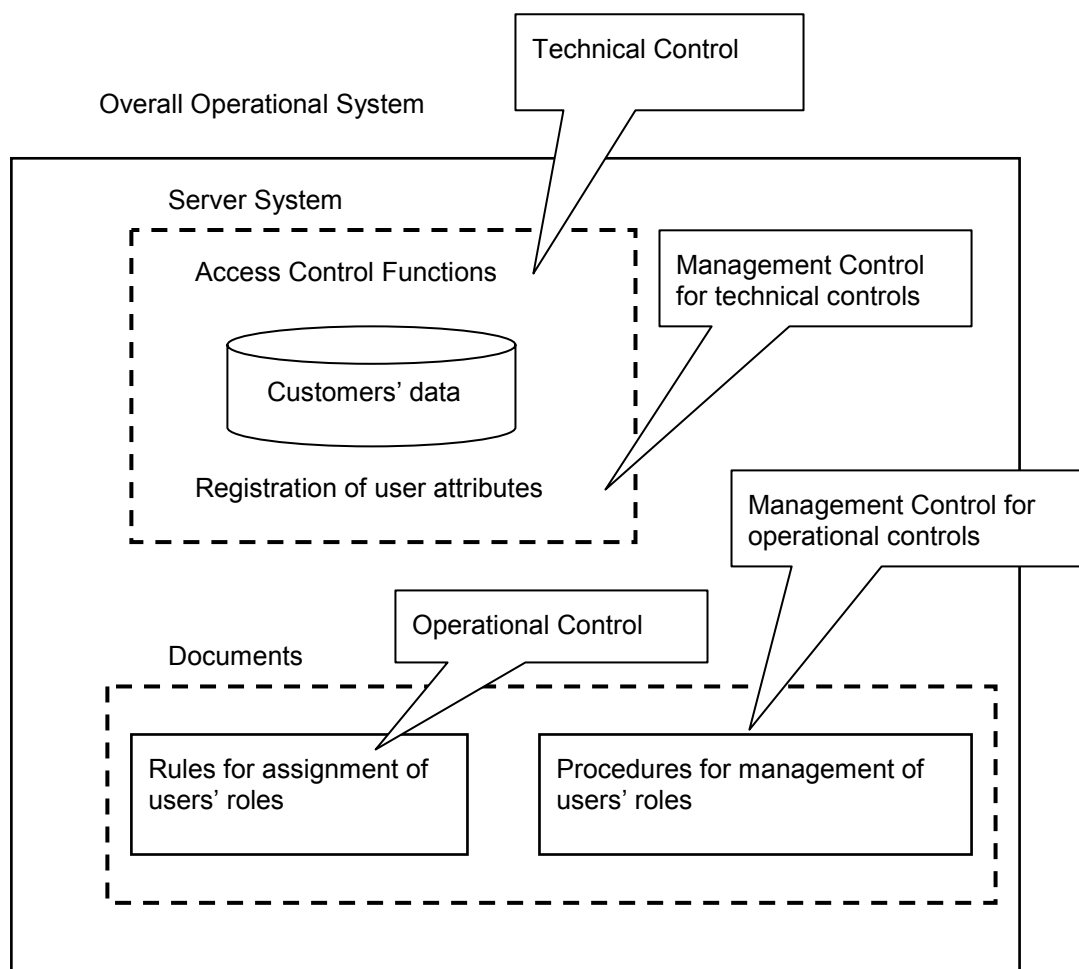 Technical Control
Overall Operational System
Server System
Access Control Functions
Management Control
for technical controls
Customers’ data
Registration of user attributes
Management Control for
operational controls
Operational Control
Documents
Rules for assignment of
users’ roles
Procedures for management of
users’ roles